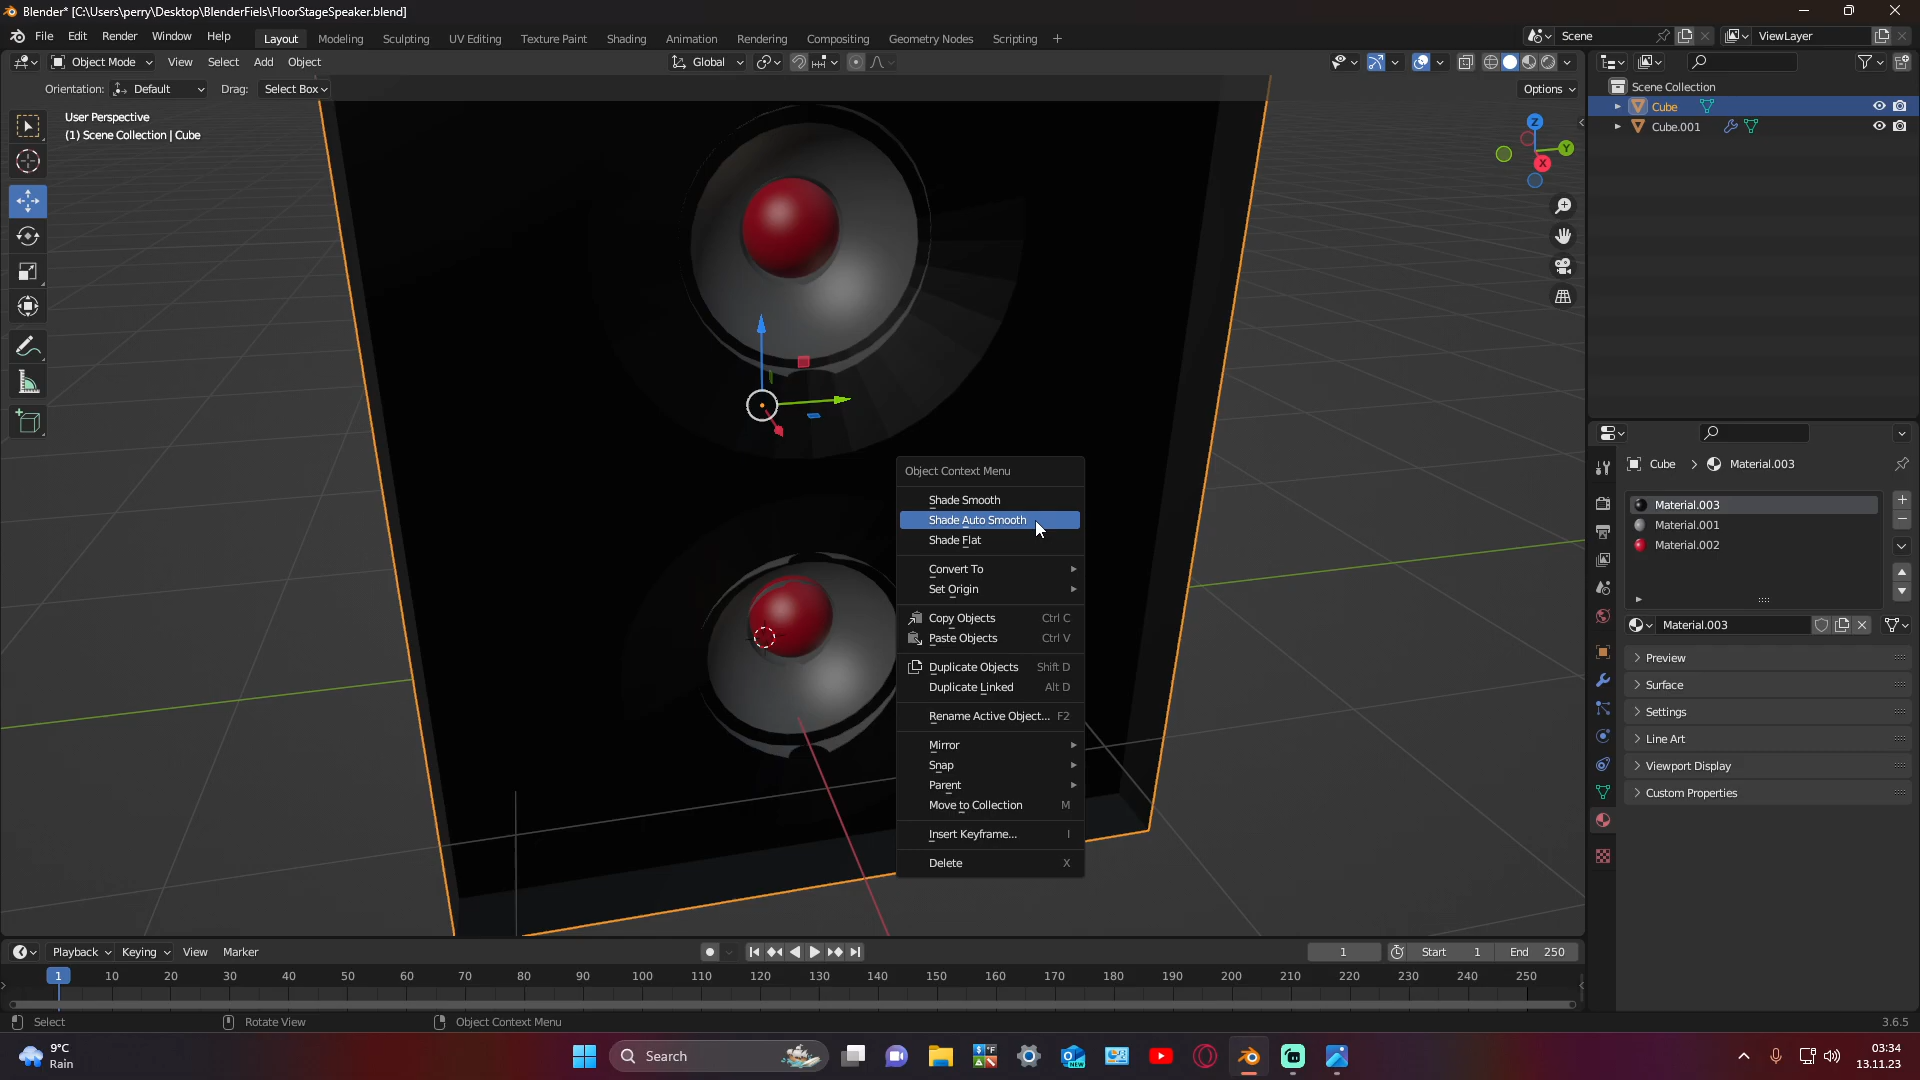 Blender* [C:\Users\perry\Desktop\BlenderFiels\FloorStageSpeaker.blend]
File Edit Render Window Help Layout Modeling Sculpting UV Editing Texture Paint Shading Animation Rendering Compositing Geometry Nodes Scripting + Scene ViewLayer
Object Mode View Select Add Object Global
Orientation: Default Drag: Select Box Options
User Perspective
(1) Scene Collection | Cube
Z
Y
X
Scene Collection
Cube
Cube.001
Object Context Menu
Shade Smooth
Shade Auto Smooth
Shade Flat
Convert To
Set Origin
Copy Objects Ctrl C
Paste Objects Ctrl V
Duplicate Objects Shift D
Duplicate Linked Alt D
Rename Active Object... F2
Mirror
Snap
Parent
Move to Collection M
Insert Keyframe... I
Delete X
Cube > Material.003
Material.003
Material.001
Material.002
Material.003
Preview
Surface
Settings
Line Art
Viewport Display
Custom Properties
Playback Keying View Marker 1 Start 1 End 250
1 10 20 30 40 50 60 70 80 90 100 110 120 130 140 150 160 170 180 190 200 210 220 230 240 250
Select Rotate View Object Context Menu 3.6.5
9°C
Rain
Search
NEW
03:34
13.11.23